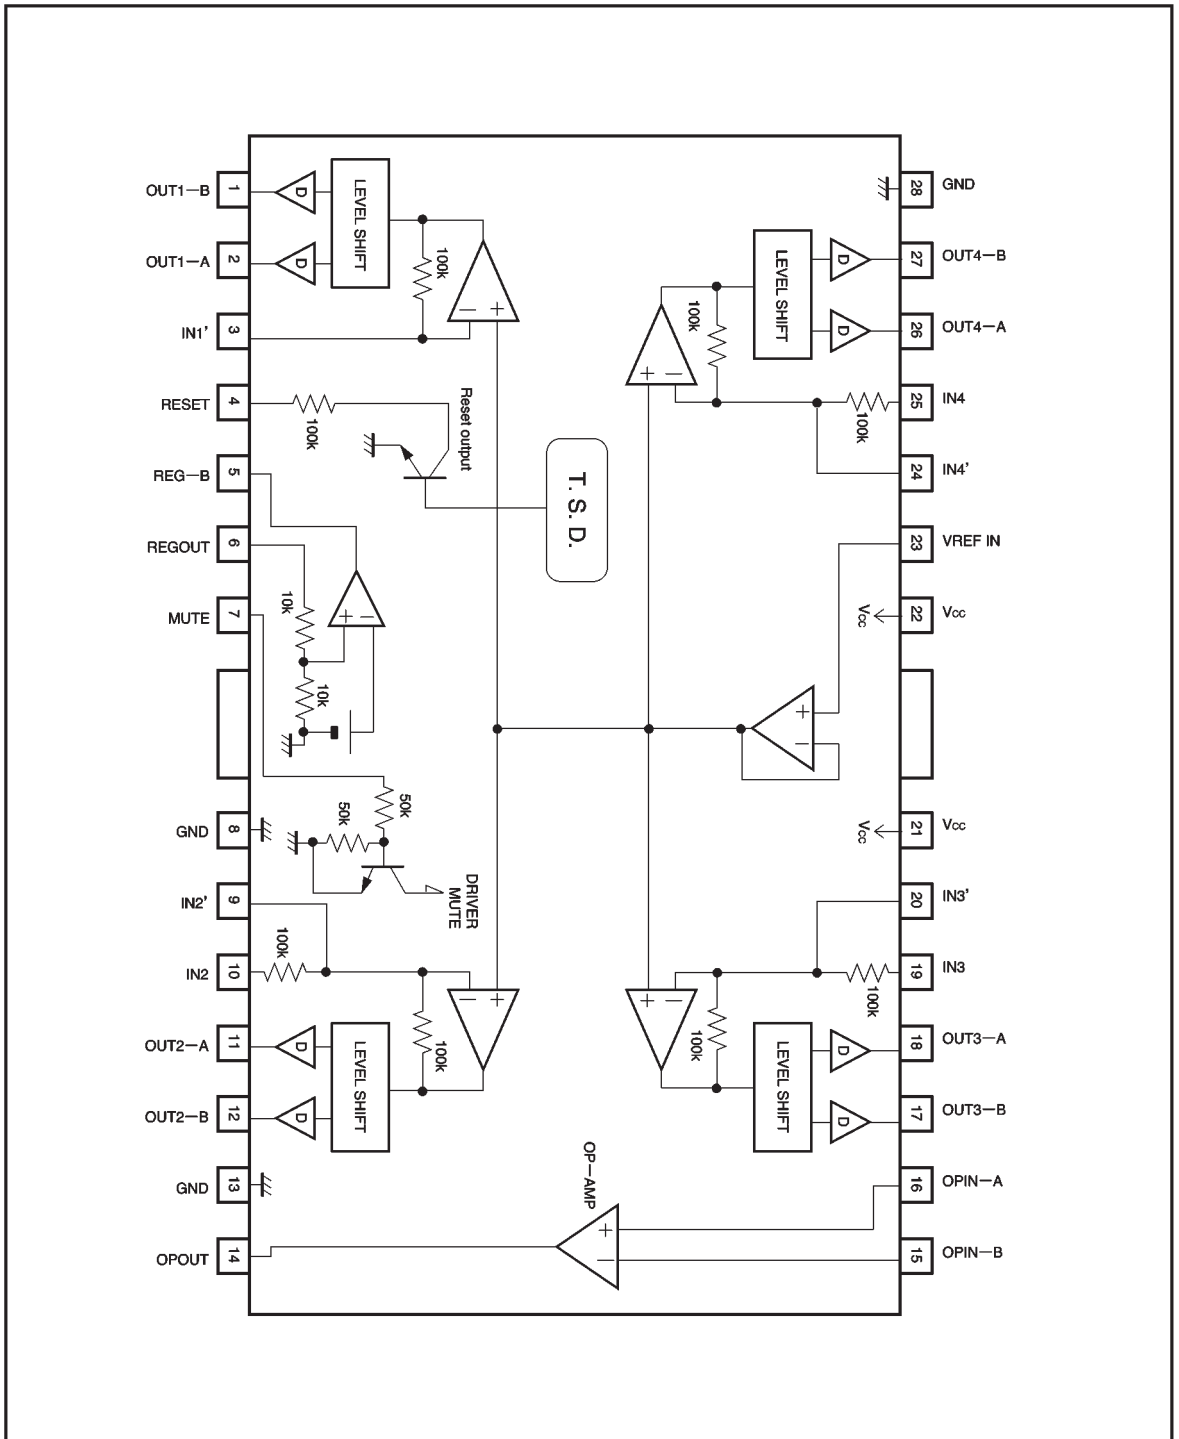 OUT1-B 1 D LEVEL SHIFT
OUT1-A 2 D
100k
- +
IN1' 3
RESET 4 100k Reset output
REG-B 5
T. S. D.
REGOUT 6
10k
+ -
MUTE 7
10k
50k
50k
GND 8
DRIVER
MUTE
IN2' 9
100k
IN2 10
- +
100k
OUT2-A 11 D LEVEL SHIFT
OUT2-B 12 D
GND 13
OPOUT 14
OP-AMP
+
-
28 GND
LEVEL SHIFT D 27 OUT4-B
D 26 OUT4-A
100k
+ -
25 IN4
100k
24 IN4'
23 VREF IN
Vcc 22 Vcc
+
-
Vcc 21 Vcc
20 IN3'
19 IN3
100k
+ -
100k
LEVEL SHIFT D 18 OUT3-A
D 17 OUT3-B
16 OPIN-A
15 OPIN-B